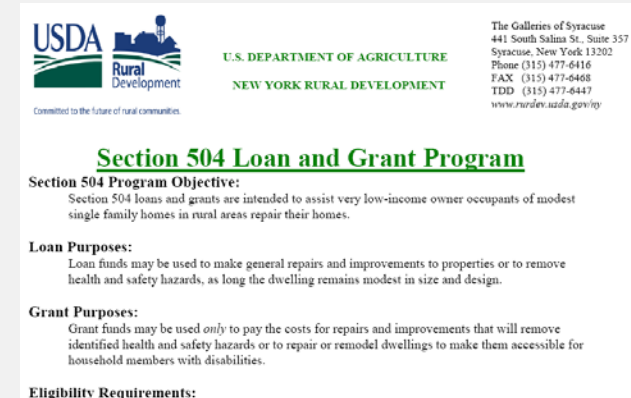 USDA
Rural
Development
Committed to the future of rural communities.
U.S. DEPARTMENT OF AGRICULTURE
NEW YORK RURAL DEVELOPMENT
The Galleries of Syracuse
441 South Salina St., Suite 357
Syracuse, New York 13202
Phone (315) 477-6416
FAX (315) 477-6468
TDD (315) 477-6447
www.rurdev.usda.gov/ny
Section 504 Loan and Grant Program
Section 504 Program Objective:
Section 504 loans and grants are intended to assist very low-income owner occupants of modest
single family homes in rural areas repair their homes.
Loan Purposes:
Loan funds may be used to make general repairs and improvements to properties or to remove
health and safety hazards, as long the dwelling remains modest in size and design.
Grant Purposes:
Grant funds may be used only to pay the costs for repairs and improvements that will remove
identified health and safety hazards or to repair or remodel dwellings to make them accessible for
household members with disabilities.
Eligibility Requirements: